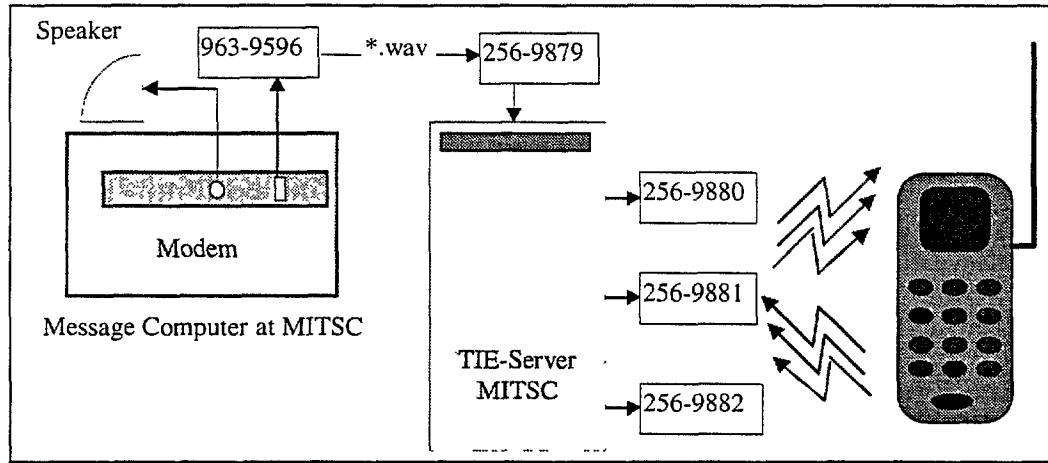 Speaker
963-9596
*.wav
256-9879
256-9880
Modem
256-9881
Message Computer at MITSC
TIE-Server
MITSC
256-9882